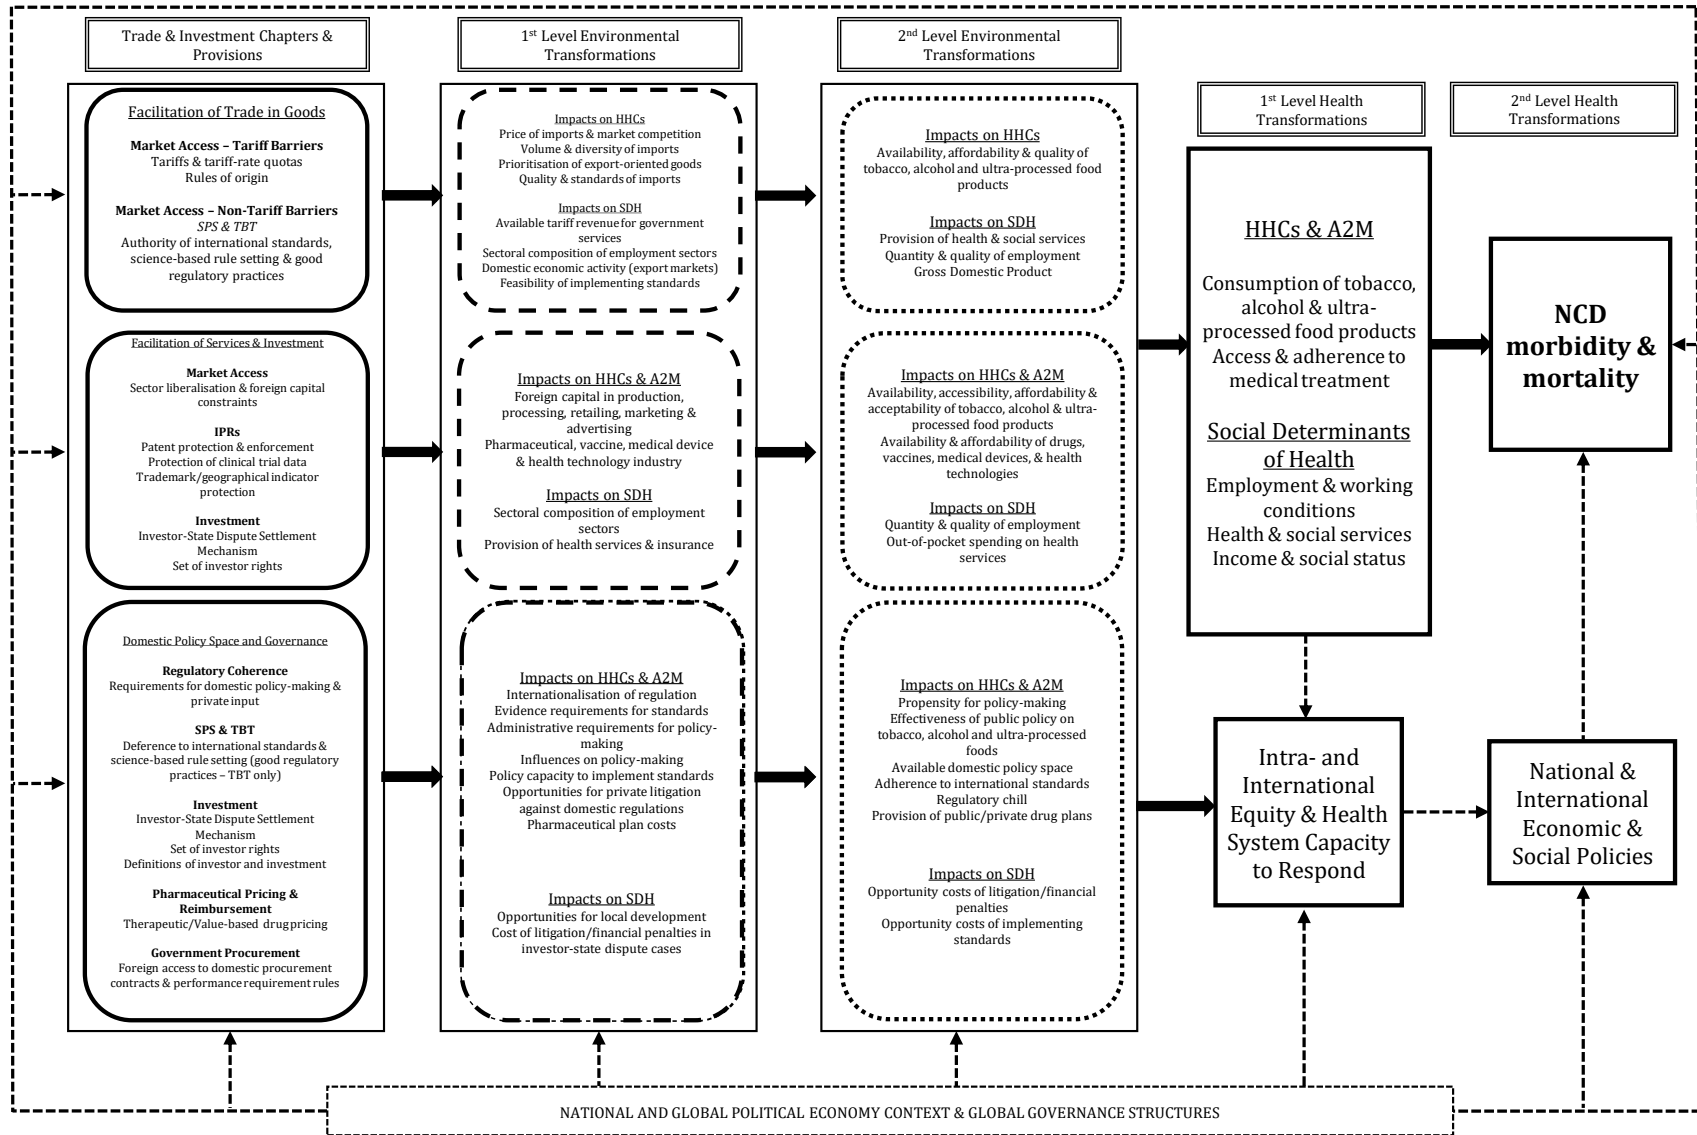 Trade & Investment Chapters &
Provisions
1st Level Environmental
Transformations
2nd Level Environmental
Transformations
1st Level Health
Transformations
2nd Level Health
Transformations
Facilitation of Trade in Goods
Market Access – Tariff Barriers
Tariffs & tariff-rate quotas
Rules of origin
Market Access – Non-Tariff Barriers
SPS & TBT
Authority of international standards,
science-based rule setting & good
regulatory practices
Facilitation of Services & Investment
Market Access
Sector liberalisation & foreign capital
constraints
IPRs
Patent protection & enforcement
Protection of clinical trial data
Trademark/geographical indicator
protection
Investment
Investor-State Dispute Settlement
Mechanism
Set of investor rights
Domestic Policy Space and Governance
Regulatory Coherence
Requirements for domestic policy-making &
private input
SPS & TBT
Deference to international standards &
science-based rule setting (good regulatory
practices – TBT only)
Investment
Investor-State Dispute Settlement
Mechanism
Set of investor rights
Definitions of investor and investment
Pharmaceutical Pricing &
Reimbursement
Therapeutic/Value-based drug pricing
Government Procurement
Foreign access to domestic procurement
contracts & performance requirement rules
Impacts on HHCs
Price of imports & market competition
Volume & diversity of imports
Prioritisation of export-oriented goods
Quality & standards of imports
Impacts on SDH
Available tariff revenue for government
services
Sectoral composition of employment sectors
Domestic economic activity (export markets)
Feasibility of implementing standards
Impacts on HHCs & A2M
Foreign capital in production,
processing, retailing, marketing &
advertising
Pharmaceutical, vaccine, medical device
& health technology industry
Impacts on SDH
Sectoral composition of employment
sectors
Provision of health services & insurance
Impacts on HHCs & A2M
Internationalisation of regulation
Evidence requirements for standards
Administrative requirements for policy-
making
Influences on policy-making
Policy capacity to implement standards
Opportunities for private litigation
against domestic regulations
Pharmaceutical plan costs
Impacts on SDH
Opportunities for local development
Cost of litigation/financial penalties in
investor-state dispute cases
Impacts on HHCs
Availability, affordability & quality of
tobacco, alcohol and ultra-processed food
products
Impacts on SDH
Provision of health & social services
Quantity & quality of employment
Gross Domestic Product
Impacts on HHCs & A2M
Availability, accessibility, affordability &
acceptability of tobacco, alcohol & ultra-
processed food products
Availability & affordability of drugs,
vaccines, medical devices, & health
technologies
Impacts on SDH
Quantity & quality of employment
Out-of-pocket spending on health
services
Impacts on HHCs & A2M
Propensity for policy-making
Effectiveness of public policy on
tobacco, alcohol and ultra-processed
foods
Available domestic policy space
Adherence to international standards
Regulatory chill
Provision of public/private drug plans
Impacts on SDH
Opportunity costs of litigation/financial
penalties
Opportunity costs of implementing
standards
HHCs & A2M
Consumption of tobacco,
alcohol & ultra-
processed food products
Access & adherence to
medical treatment
Social Determinants
of Health
Employment & working
conditions
Health & social services
Income & social status
Intra- and
International
Equity & Health
System Capacity
to Respond
NCD
morbidity &
mortality
National &
International
Economic &
Social Policies
NATIONAL AND GLOBAL POLITICAL ECONOMY CONTEXT & GLOBAL GOVERNANCE STRUCTURES